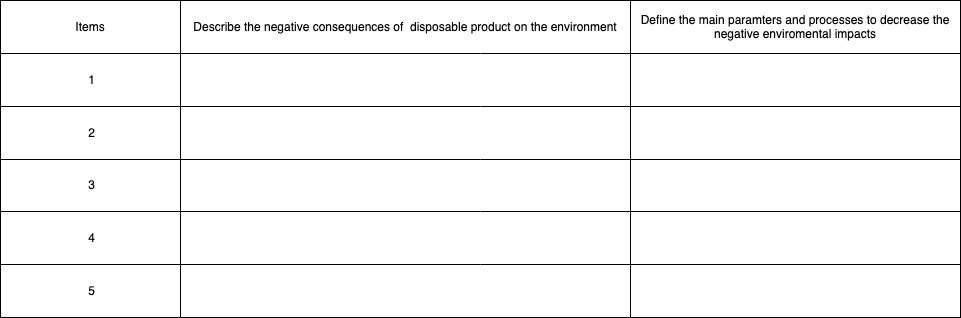 Items
Describe the negative consequences of  disposable product on the environment
Define the main paramters and processes to decrease the
negative enviromental impacts
1
2
3
4
5